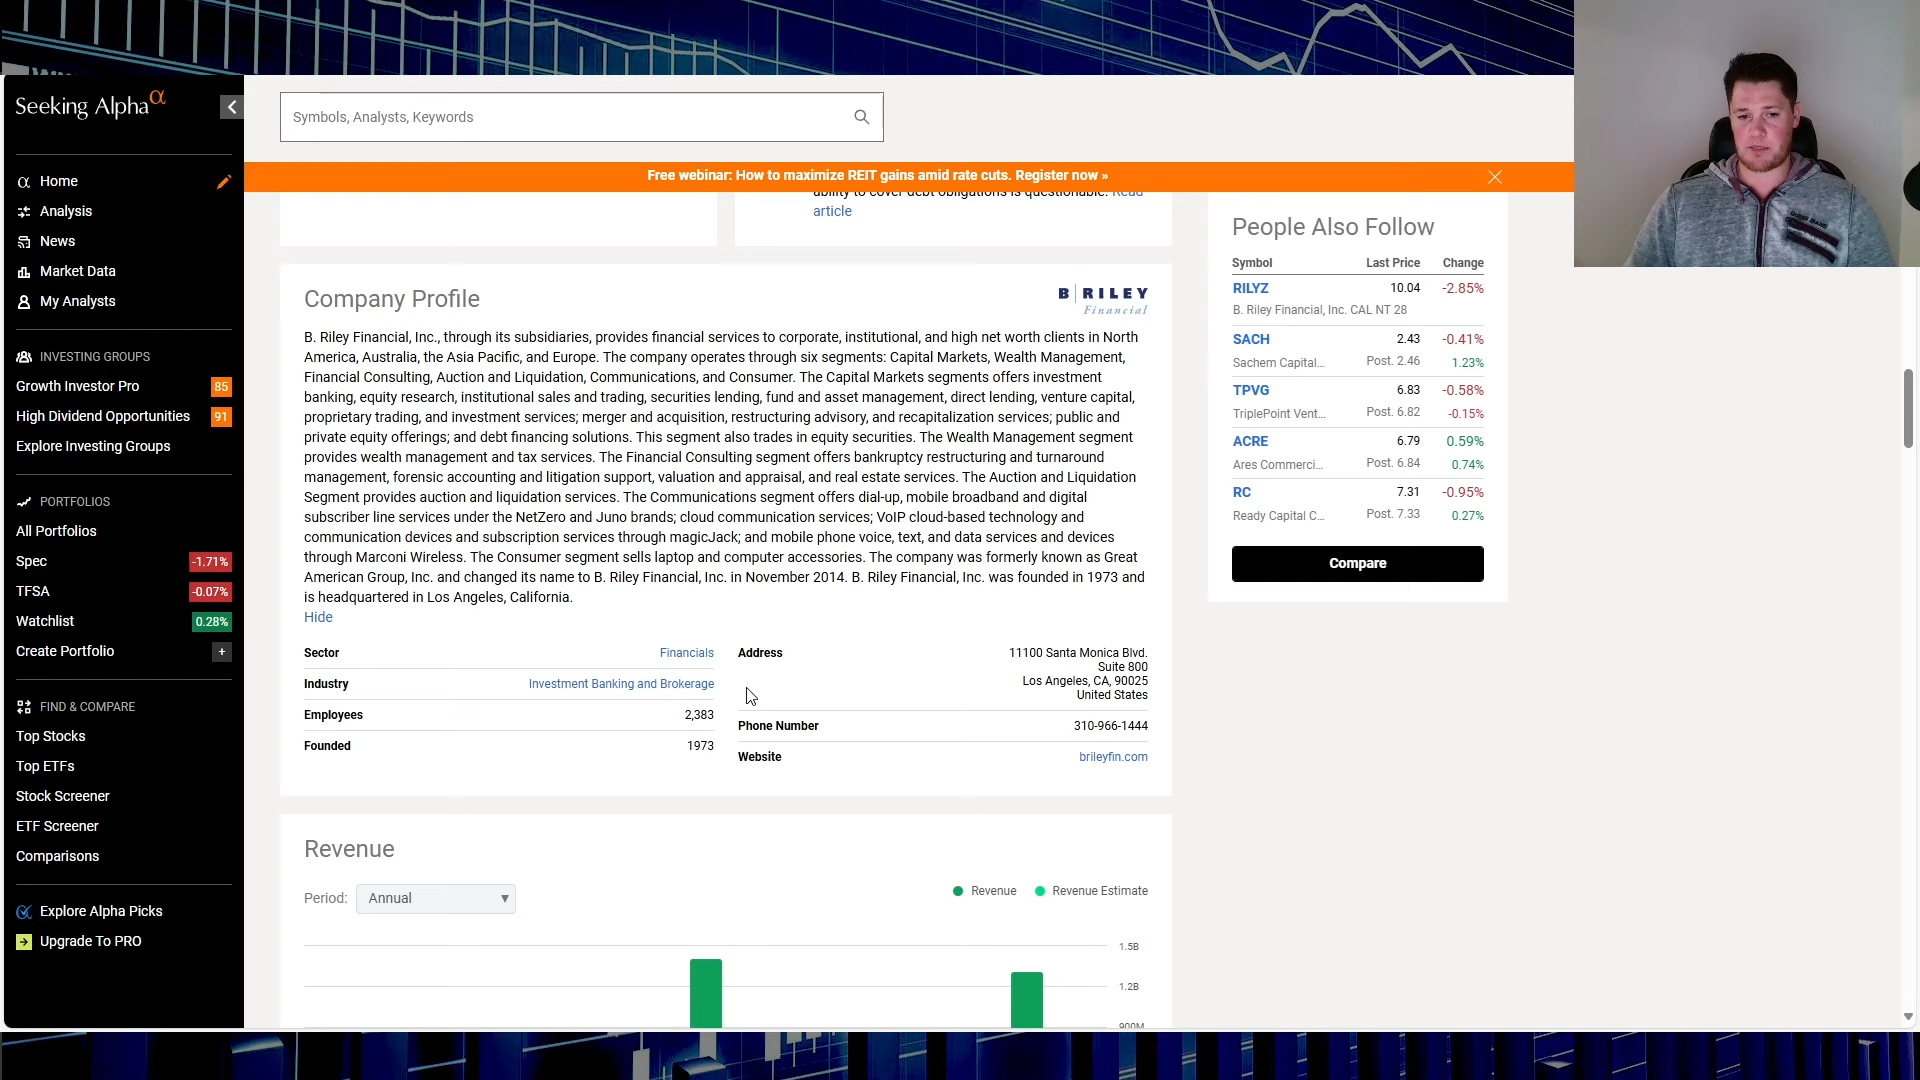 Seeking Alphaα
Home
Analysis
News
Market Data
My Analysts
INVESTING GROUPS
Growth Investor Pro 85
High Dividend Opportunities 91
Explore Investing Groups
PORTFOLIOS
All Portfolios
Spec -1.71%
TFSA -0.07%
Watchlist 0.28%
Create Portfolio +
FIND & COMPARE
Top Stocks
Top ETFs
Stock Screener
ETF Screener
Comparisons
Explore Alpha Picks
Upgrade To PRO
Symbols, Analysts, Keywords
Free webinar: How to maximize REIT gains amid rate cuts. Register now »
ability to cover debt obligations is questionable. Read
article
Company Profile
B RILEY
Financial
B. Riley Financial, Inc., through its subsidiaries, provides financial services to corporate, institutional, and high net worth clients in North
America, Australia, the Asia Pacific, and Europe. The company operates through six segments: Capital Markets, Wealth Management,
Financial Consulting, Auction and Liquidation, Communications, and Consumer. The Capital Markets segments offers investment
banking, equity research, institutional sales and trading, securities lending, fund and asset management, direct lending, venture capital,
proprietary trading, and investment services; merger and acquisition, restructuring advisory, and recapitalization services; public and
private equity offerings; and debt financing solutions. This segment also trades in equity securities. The Wealth Management segment
provides wealth management and tax services. The Financial Consulting segment offers bankruptcy restructuring and turnaround
management, forensic accounting and litigation support, valuation and appraisal, and real estate services. The Auction and Liquidation
Segment provides auction and liquidation services. The Communications segment offers dial-up, mobile broadband and digital
subscriber line services under the NetZero and Juno brands; cloud communication services; VoIP cloud-based technology and
communication devices and subscription services through magicJack; and mobile phone voice, text, and data services and devices
through Marconi Wireless. The Consumer segment sells laptop and computer accessories. The company was formerly known as Great
American Group, Inc. and changed its name to B. Riley Financial, Inc. in November 2014. B. Riley Financial, Inc. was founded in 1973 and
is headquartered in Los Angeles, California.
Hide
Sector Financials
Industry Investment Banking and Brokerage
Employees 2,383
Founded 1973
Address 11100 Santa Monica Blvd.
Suite 800
Los Angeles, CA, 90025
United States
Phone Number 310-966-1444
Website brileyfin.com
Revenue
Period: Annual
Revenue Revenue Estimate
1.5B
1.2B
900M
People Also Follow
Symbol Last Price Change
RILYZ 10.04 -2.85%
B. Riley Financial, Inc. CAL NT 28
SACH 2.43 -0.41%
Sachem Capital... Post. 2.46 1.23%
TPVG 6.83 -0.58%
TriplePoint Vent... Post. 6.82 -0.15%
ACRE 6.79 0.59%
Ares Commerci... Post. 6.84 0.74%
RC 7.31 -0.95%
Ready Capital C... Post. 7.33 0.27%
Compare